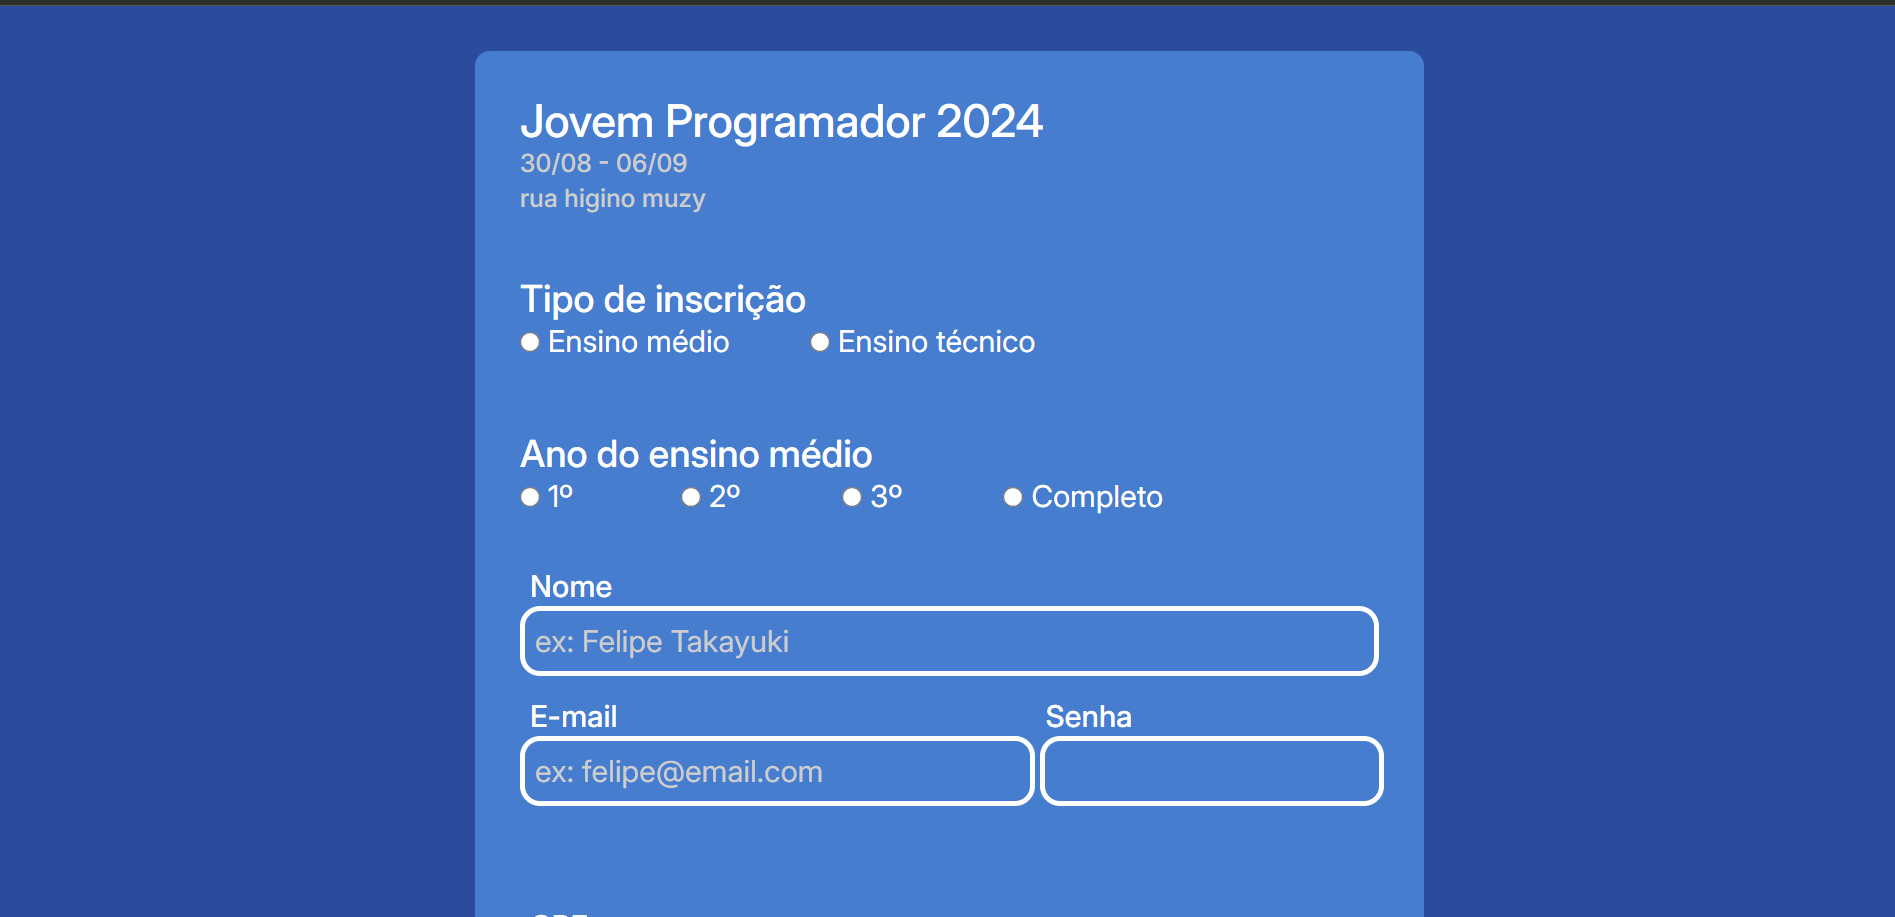 Jovem Programador 2024
30/08 - 06/09
rua higino muzy
Tipo de inscrição
Ensino médio Ensino técnico
Ano do ensino médio
1º 2º 3º Completo
Nome
ex: Felipe Takayuki
E-mail Senha
ex: felipe@email.com